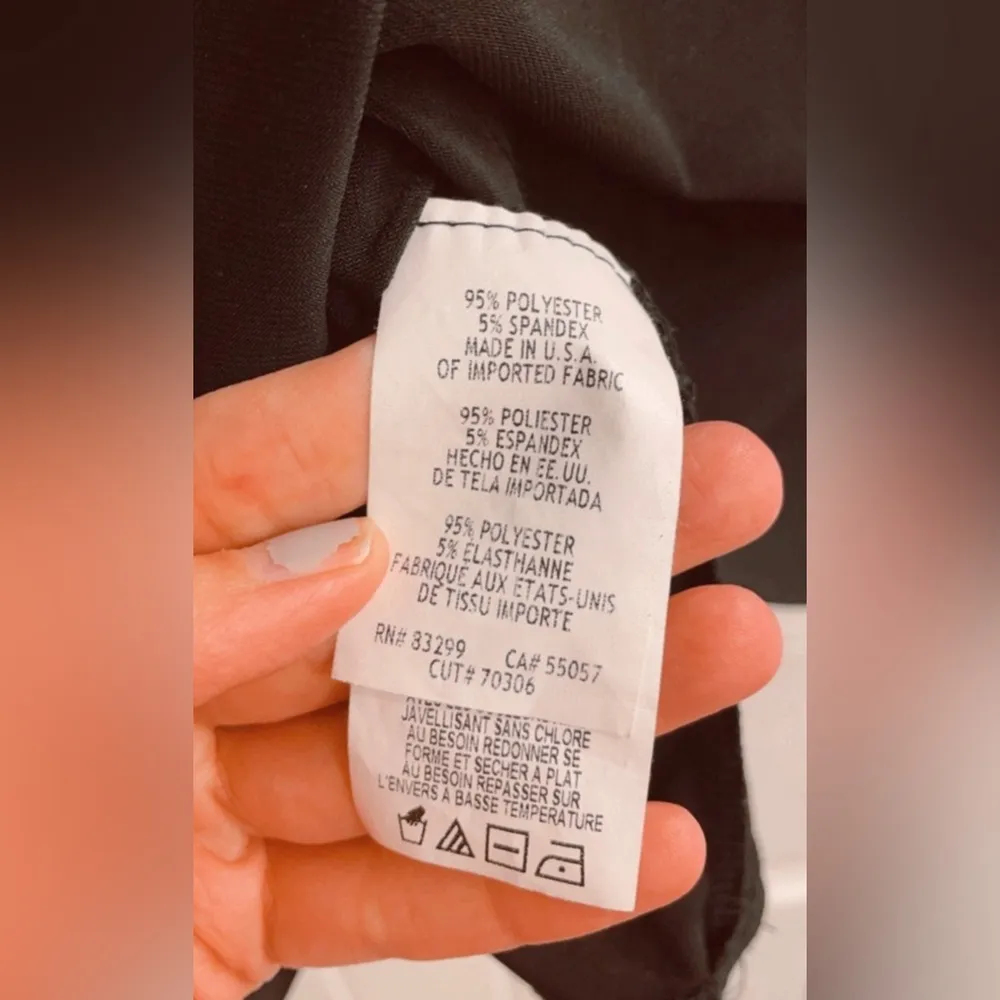 95% POLYESTER
5% SPANDEX
MADE IN U.S.A.
OF IMPORTED FABRIC
95% POLIESTER
5% ESPANDEX
HECHO EN EE.UU.
DE TELA IMPORTADA
95% POLYESTER
5% ELASTHANNE
FABRIQUE AUX ETATS-UNIS
DE TISSU IMPORTE
RN# 83299 CA# 55057
CUT# 70306
JAVELLISANT SANS CHLORE
AU BESOIN REDONNER SE
FORME ET SECHER A PLAT
AU BESOIN REPASSER SUR
L'ENVERS A BASSE TEMPERATURE